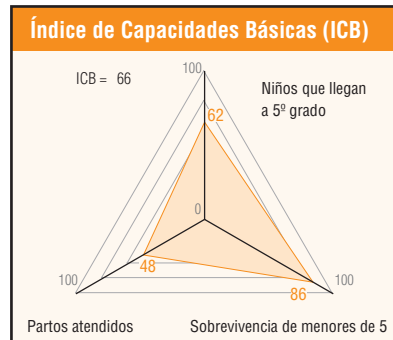 Índice de Capacidades Básicas (ICB)
ICB = 66
100
Niños que llegan
a 5º grado
62
0
48
100
86
100
Partos atendidos
Sobrevivencia de menores de 5